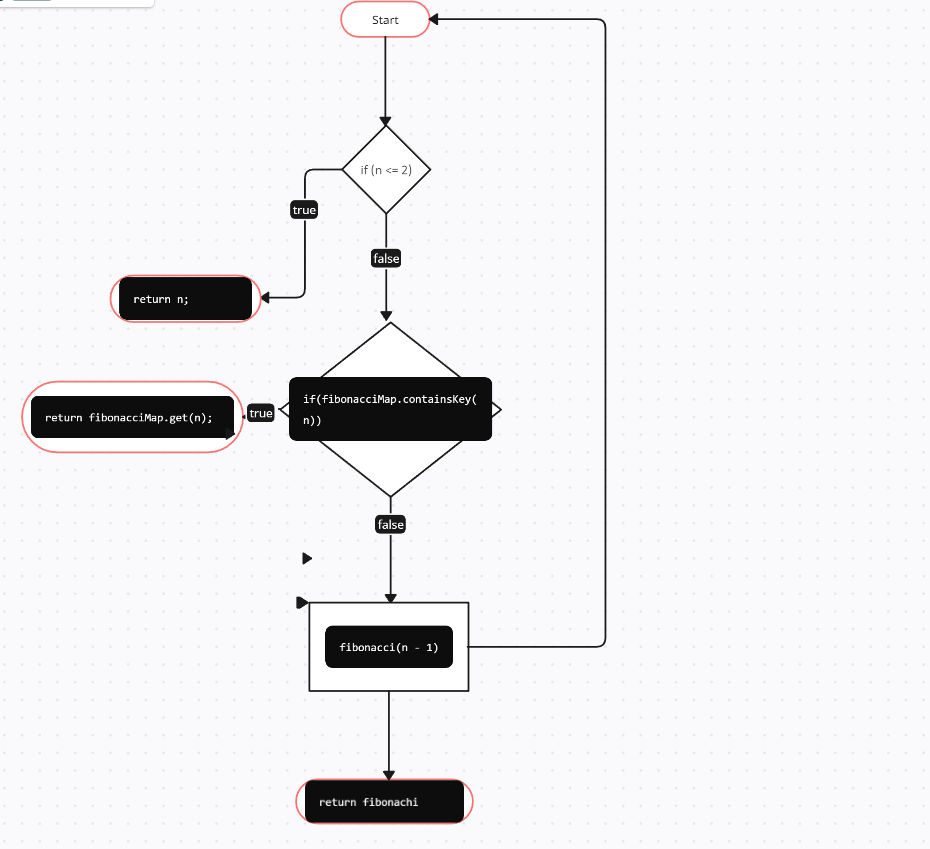 Start
if (n <= 2)
true
false
return n;
if(fibonacciMap.containsKey(
n))
true
return fibonacciMap.get(n);
false
fibonacci(n - 1)
return fibonachi